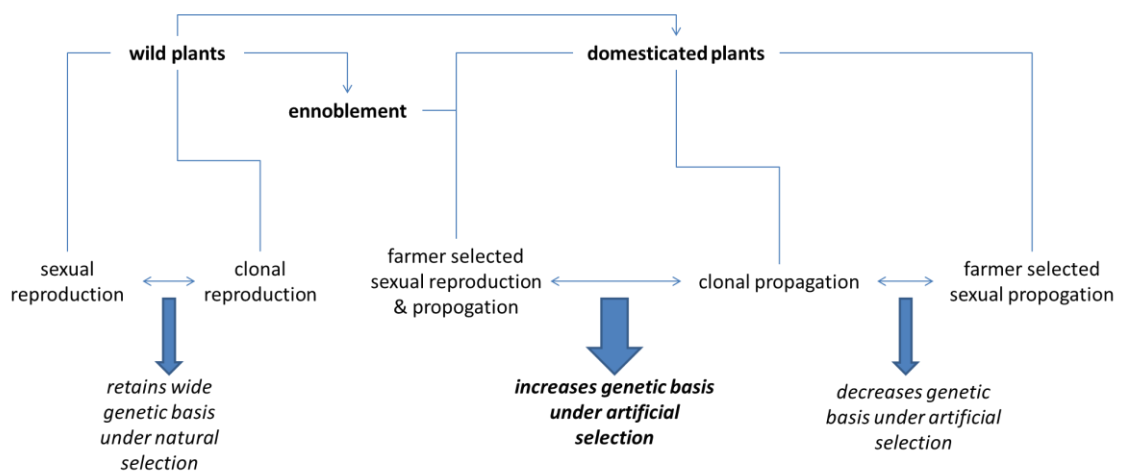 wild plants
domesticated plants
ennoblement
sexual
reproduction
clonal
reproduction
farmer selected
sexual reproduction
& propogation
clonal propagation
farmer selected
sexual propogation
retains wide
genetic basis
under natural
selection
increases genetic basis
under artificial
selection
decreases genetic
basis under artificial
selection